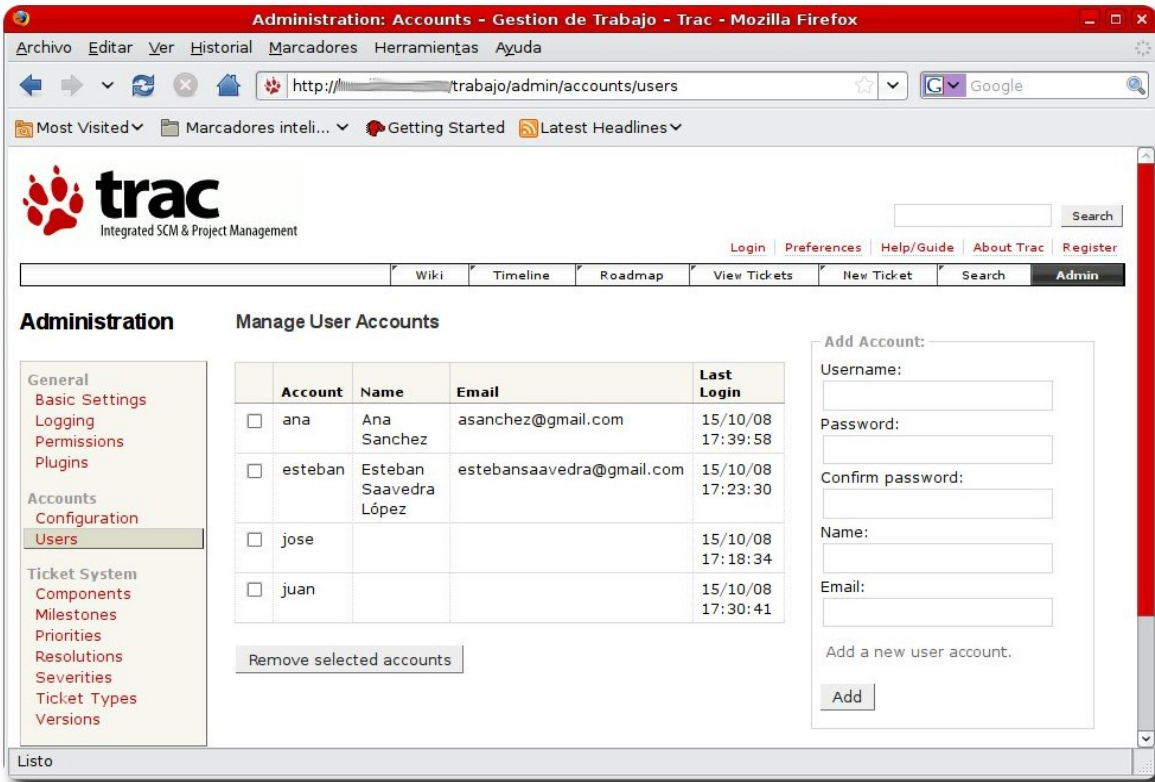 Administration: Accounts - Gestion de Trabajo - Trac - Mozilla Firefox
Archivo Editar Ver Historial Marcadores Herramientas Ayuda
http:// /trabajo/admin/accounts/users
G Google
Most Visited Marcadores inteli... Getting Started Latest Headlines
trac
Integrated SCM & Project Management
Search
Login Preferences Help/Guide About Trac Register
Wiki Timeline Roadmap View Tickets New Ticket Search Admin
Administration
General
Basic Settings
Logging
Permissions
Plugins
Accounts
Configuration
Users
Ticket System
Components
Milestones
Priorities
Resolutions
Severities
Ticket Types
Versions
Manage User Accounts
Account Name Email Last Login
ana Ana Sanchez asanchez@gmail.com 15/10/08 17:39:58
esteban Esteban Saavedra López estebansaavedra@gmail.com 15/10/08 17:23:30
jose 15/10/08 17:18:34
juan 15/10/08 17:30:41
Remove selected accounts
Add Account:
Username:
Password:
Confirm password:
Name:
Email:
Add a new user account.
Add
Listo